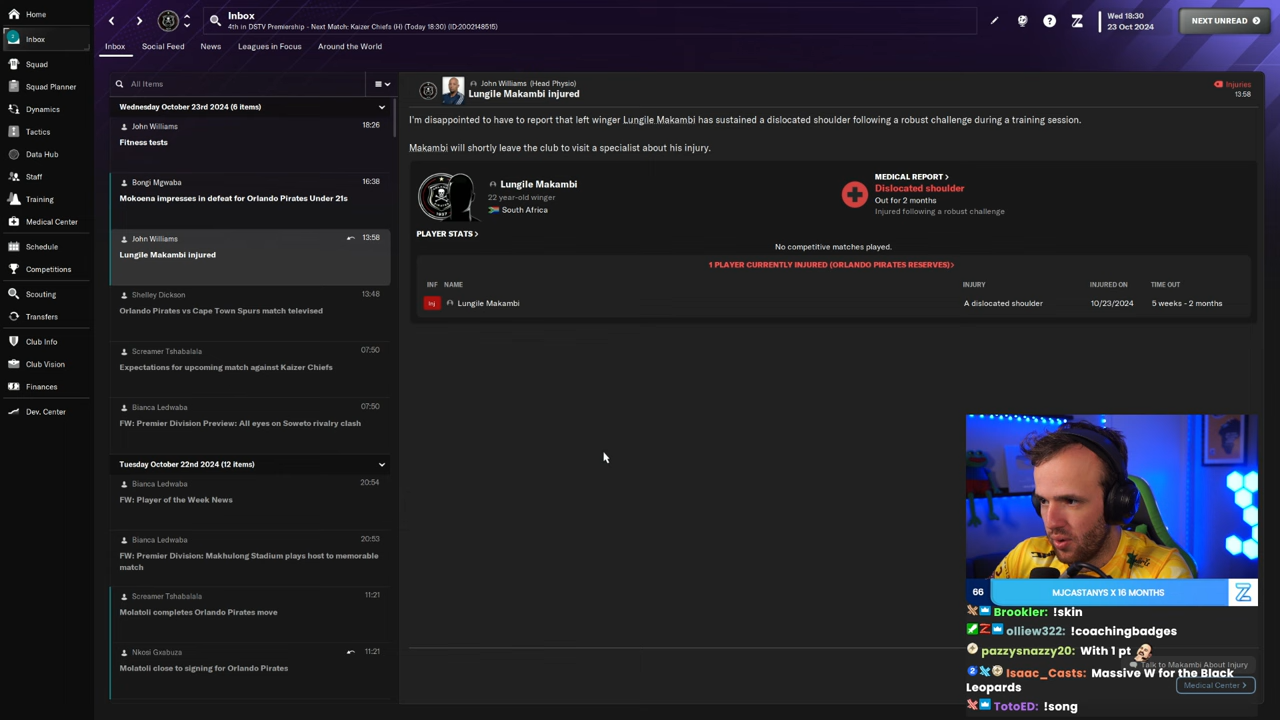 Home
Inbox
Squad
Squad Planner
Dynamics
Tactics
Data Hub
Staff
Training
Medical Center
Schedule
Competitions
Scouting
Transfers
Club Info
Club Vision
Finances
Dev. Center
Inbox
4th in DSTV Premiership - Next Match: Kaizer Chiefs (H) (Today 18:30) (ID:2002148515)
Wed 18:30
23 Oct 2024
NEXT UNREAD
Inbox Social Feed News Leagues in Focus Around the World
All Items
Wednesday October 23rd 2024 (6 items)
John Williams 18:26
Fitness tests
Bongi Mgwaba 16:38
Mokoena impresses in defeat for Orlando Pirates Under 21s
John Williams 13:58
Lungile Makambi injured
Shelley Dickson 13:48
Orlando Pirates vs Cape Town Spurs match televised
Screamer Tshabalala 07:50
Expectations for upcoming match against Kaizer Chiefs
Bianca Ledwaba 07:50
FW: Premier Division Preview: All eyes on Soweto rivalry clash
Tuesday October 22nd 2024 (12 items)
Bianca Ledwaba 20:54
FW: Player of the Week News
Bianca Ledwaba 20:53
FW: Premier Division: Makhulong Stadium plays host to memorable
match
Screamer Tshabalala 11:21
Molatoli completes Orlando Pirates move
Nkosi Gxabuza 11:21
Molatoli close to signing for Orlando Pirates
John Williams (Head Physio)
Lungile Makambi injured
Injuries
13:58
I'm disappointed to have to report that left winger Lungile Makambi has sustained a dislocated shoulder following a robust challenge during a training session.
Makambi will shortly leave the club to visit a specialist about his injury.
Lungile Makambi
22 year-old winger
South Africa
MEDICAL REPORT
Dislocated shoulder
Out for 2 months
Injured following a robust challenge
PLAYER STATS
No competitive matches played.
1 PLAYER CURRENTLY INJURED (ORLANDO PIRATES RESERVES)
INF NAME INJURY INJURED ON TIME OUT
Inj Lungile Makambi A dislocated shoulder 10/23/2024 5 weeks - 2 months
66 MJCASTANYS X 16 MONTHS
Brookler: !skin
olliew322: !coachingbadges
pazzysnazzy20: With 1 pt
Talk to Makambi About Injury
Isaac_Casts: Massive W for the Black
Leopards
Medical Center
TotoED: !song